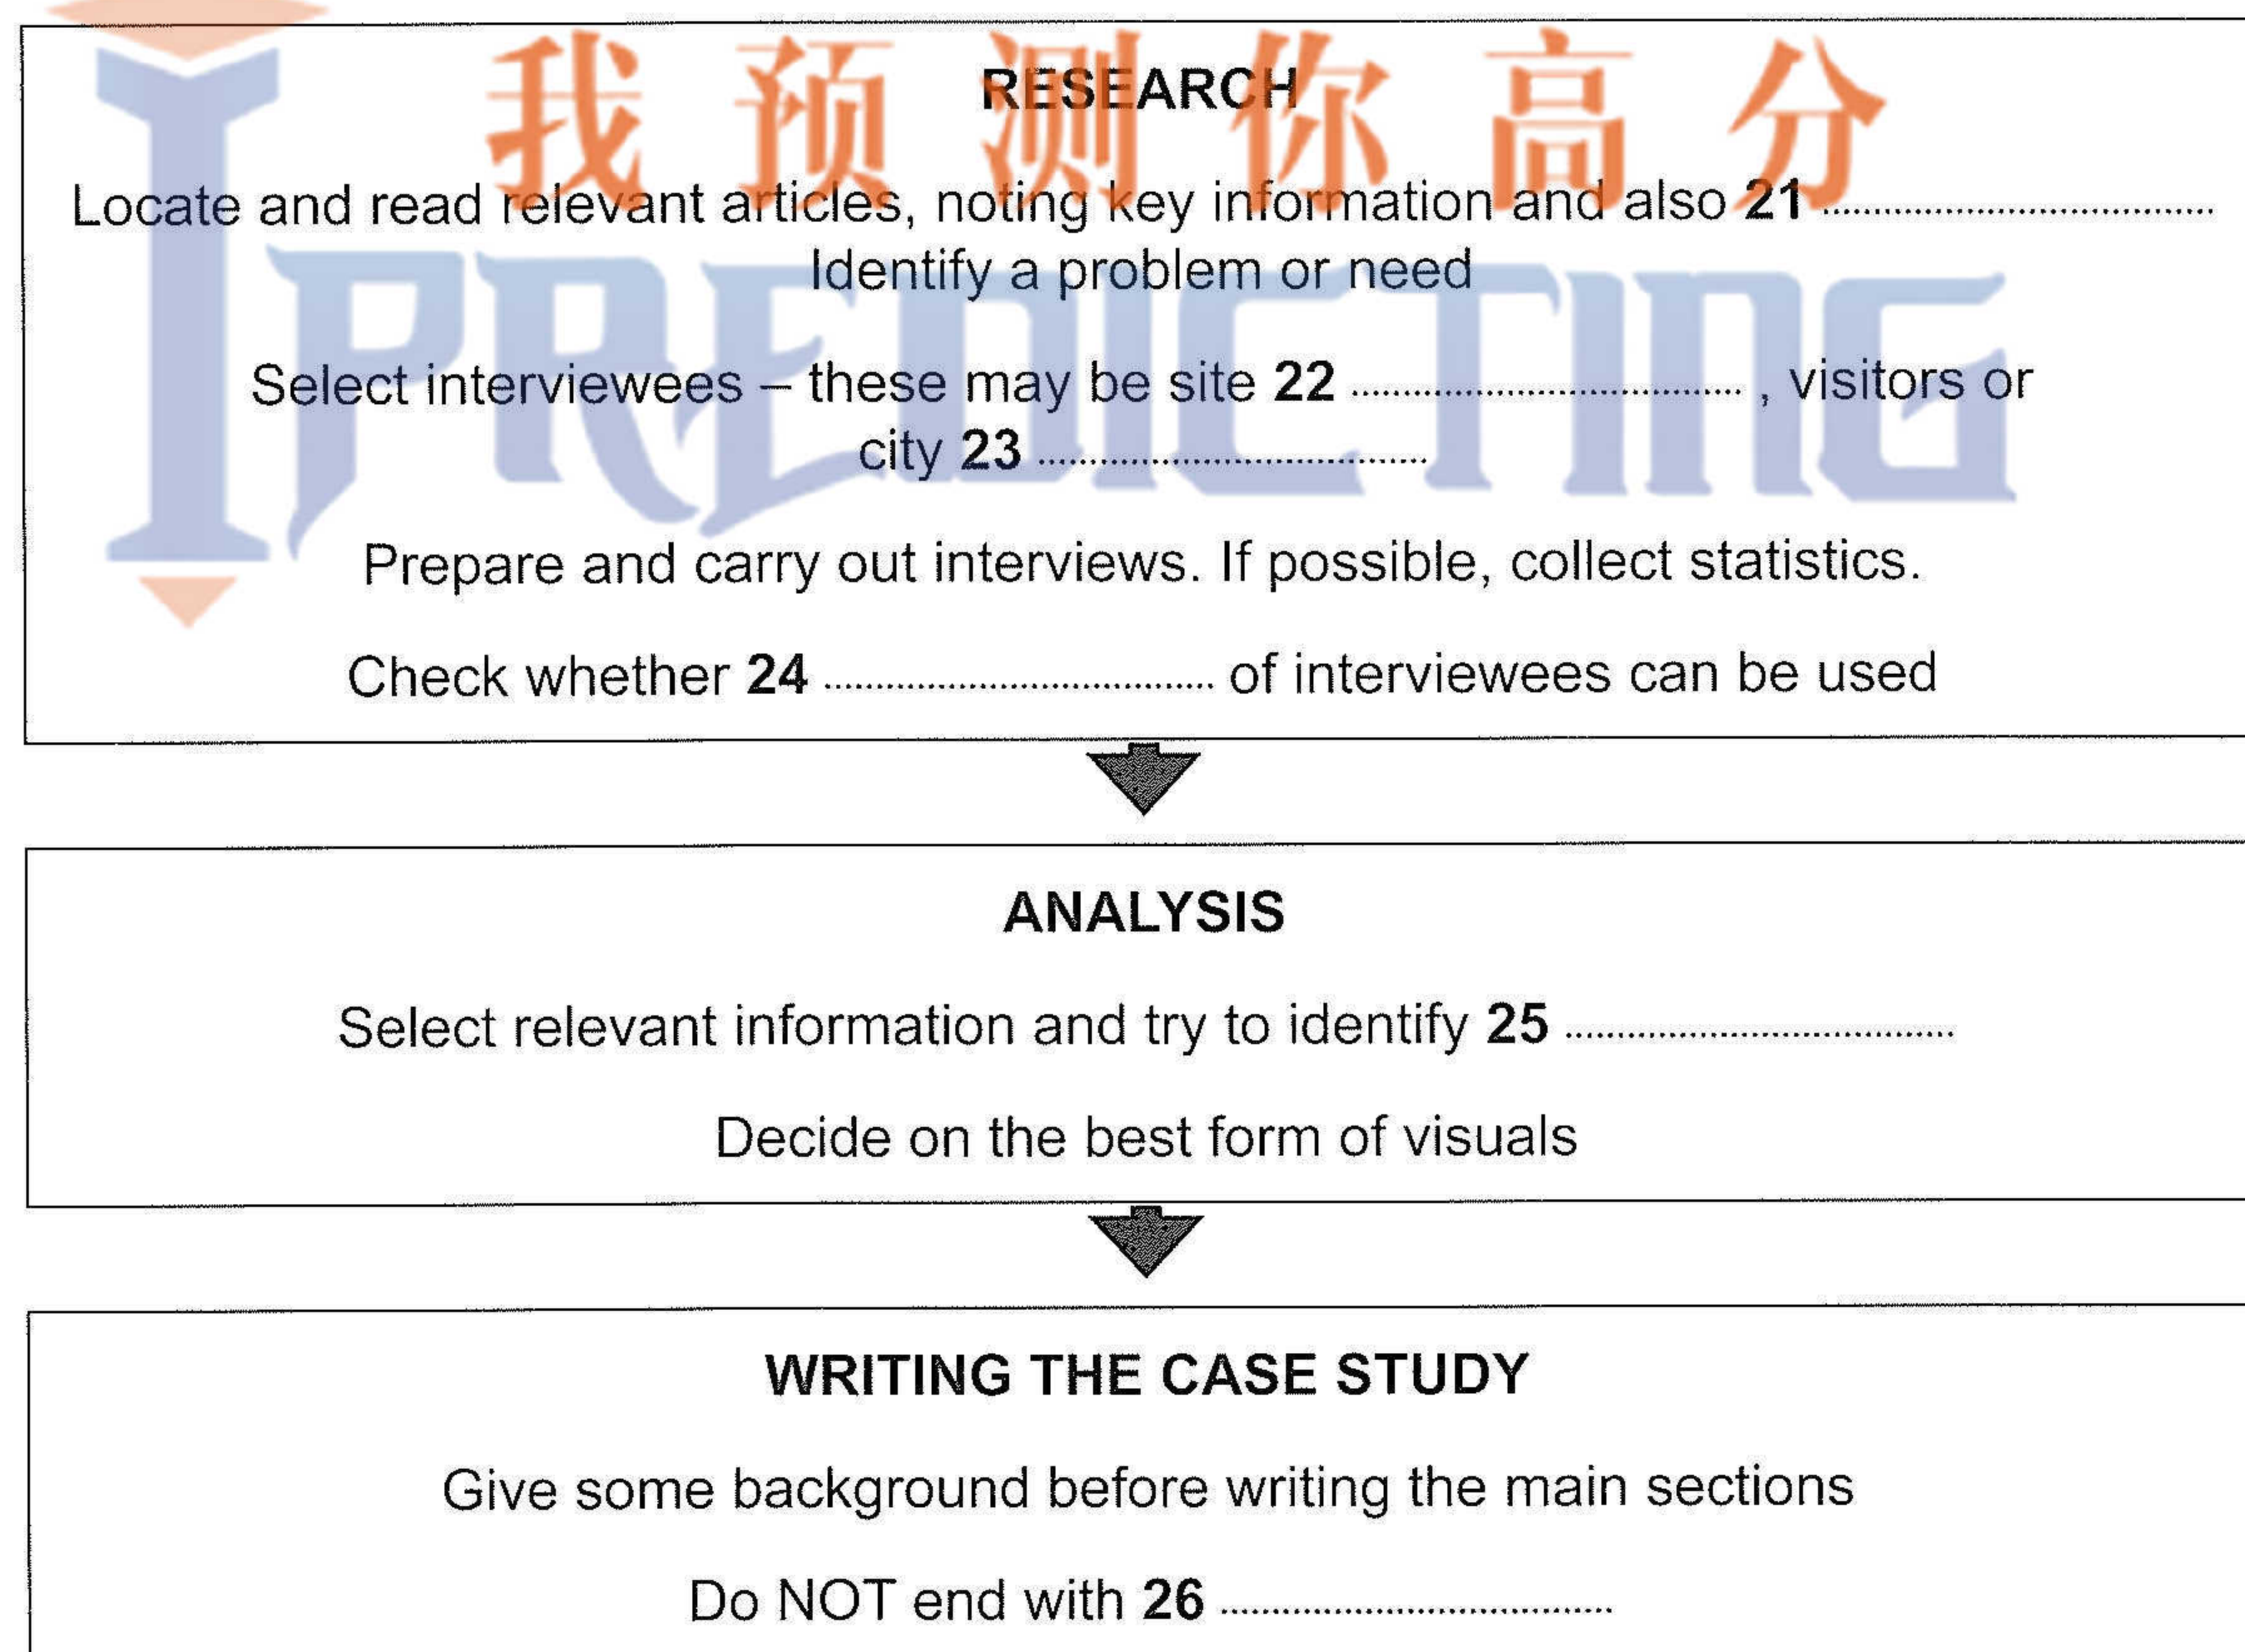 我预测你高分
RESEARCH
Locate and read relevant articles, noting key information and also 21 ........................................
Identify a problem or need
IPREDICTING
Select interviewees – these may be site 22 ........................................ , visitors or
city 23 ........................................
Prepare and carry out interviews. If possible, collect statistics.
Check whether 24 ........................................ of interviewees can be used
ANALYSIS
Select relevant information and try to identify 25 ........................................
Decide on the best form of visuals
WRITING THE CASE STUDY
Give some background before writing the main sections
Do NOT end with 26 ........................................